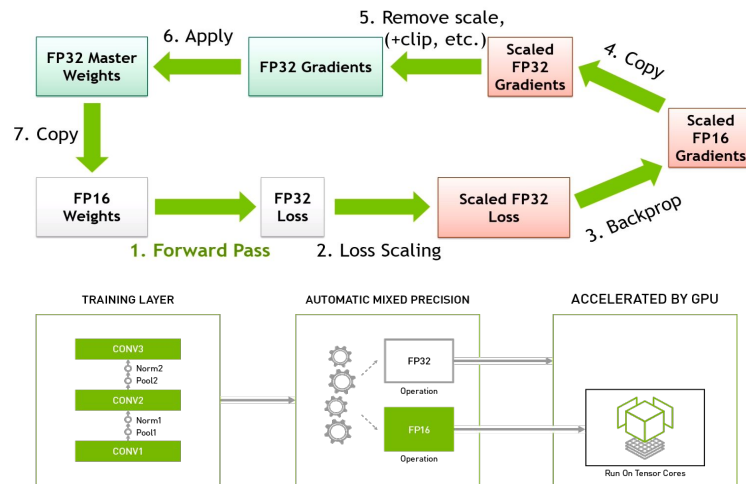 5. Remove scale,
(+clip, etc.)
6. Apply
FP32 Master
Weights
FP32 Gradients
Scaled
FP32
Gradients
4. Copy
Scaled
FP16
Gradients
7. Copy
FP16
Weights
FP32
Loss
Scaled FP32
Loss
3. Backprop
1. Forward Pass
2. Loss Scaling
TRAINING LAYER
CONV3
Norm2
Pool2
CONV2
Norm1
Pool1
CONV1
AUTOMATIC MIXED PRECISION
FP32
Operation
FP16
Operation
ACCELERATED BY GPU
Run On Tensor Cores